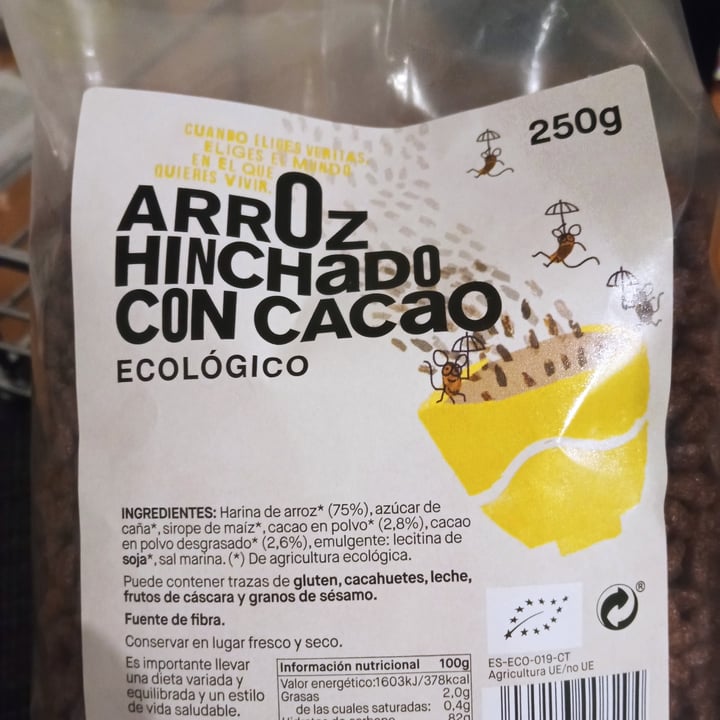 250g
CUANDO ELIGES VERITAS,
ELIGES EL MUNDO
EN EL QUE
QUIERES VIVIR.
ARROZ
HINCHaDO
CON CACao
ECOLÓGICO
INGREDIENTES: Harina de arroz* (75%), azúcar de
caña*, sirope de maíz*, cacao en polvo* (2,8%), cacao
en polvo desgrasado* (2,6%), emulgente: lecitina de
soja*, sal marina. (*) De agricultura ecológica.
Puede contener trazas de gluten, cacahuetes, leche,
frutos de cáscara y granos de sésamo.
Fuente de fibra.
Conservar en lugar fresco y seco.
Es importante llevar
una dieta variada y
equilibrada y un estilo
de vida saludable.
Información nutricional 100g
Valor energético:1603kJ/378kcal
Grasas 2,0g
de las cuales saturadas: 0,4g
Hidratos de carbono 82g
®
ES-ECO-019-CT
Agricultura UE/no UE